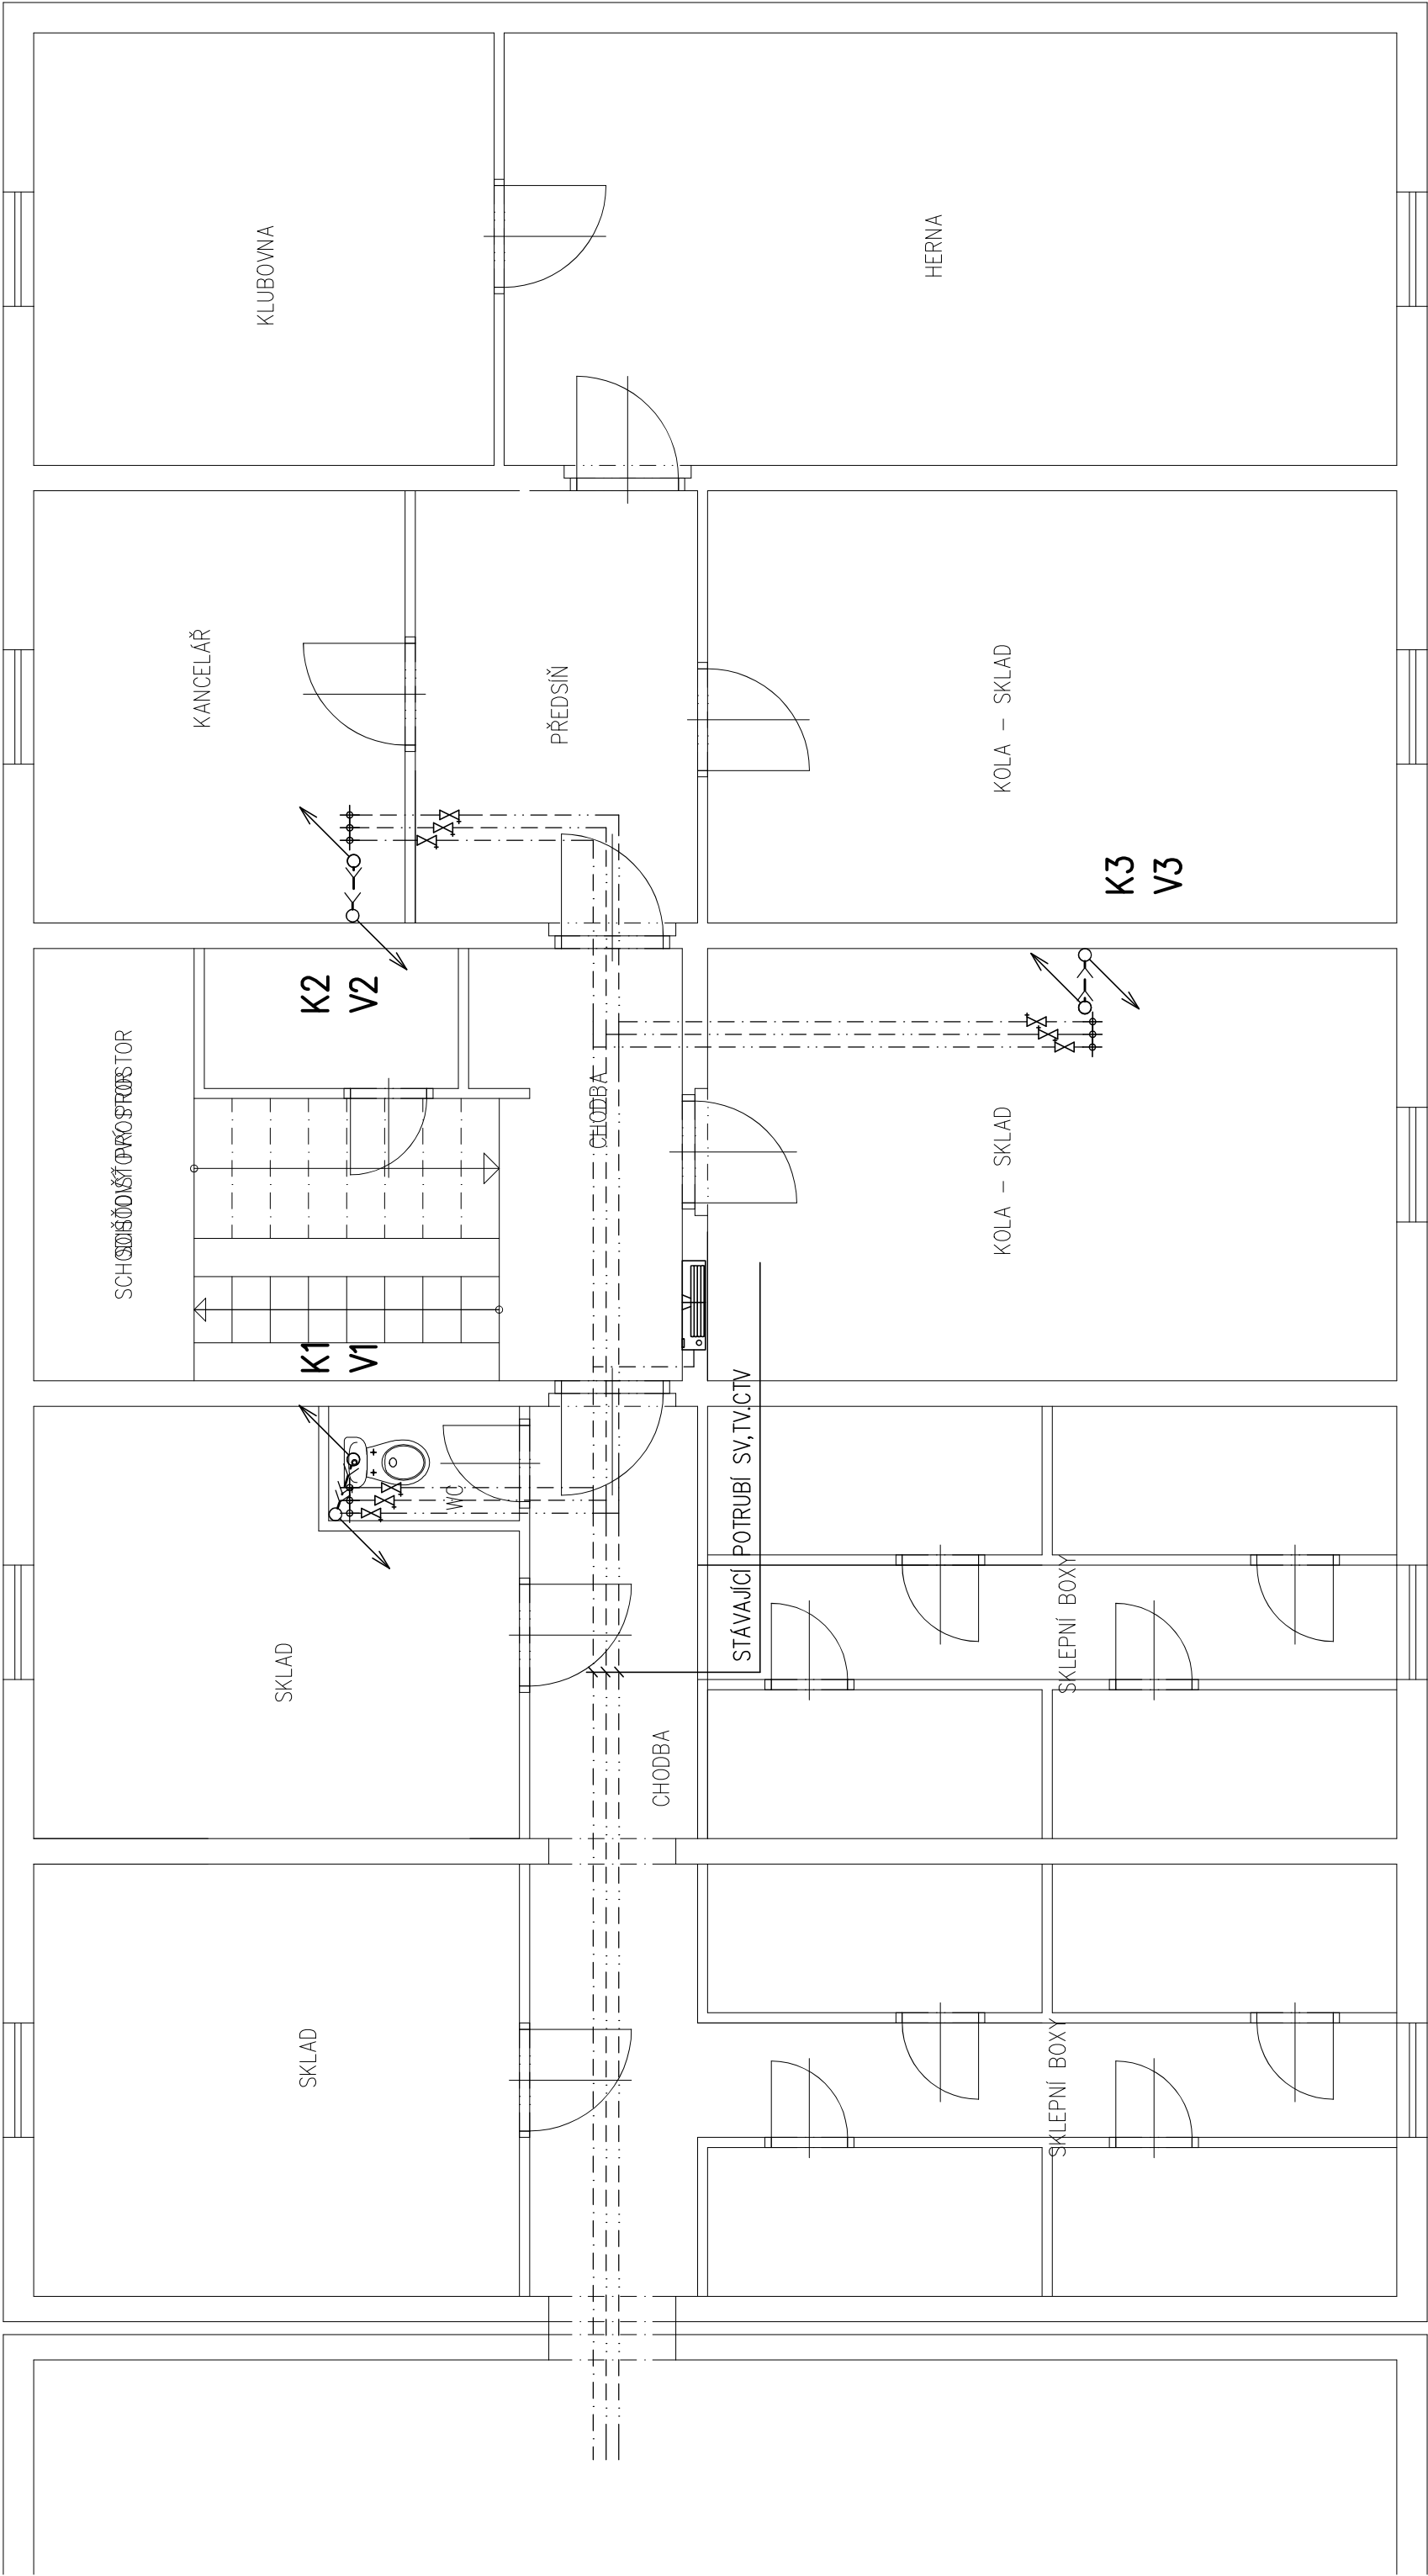 KLUBOVNA
HERNA
KANCELÁŘ
PŘEDSÍŇ
KOLA - SKLAD
K3
V3
K2
V2
CHODBA
KOLA - SKLAD
K1
V1
STÁVAJÍCÍ POTRUBÍ SV,TV.CTV
WC
SKLAD
SKLEPNÍ BOXY
CHODBA
SKLAD
SKLEPNÍ BOXY